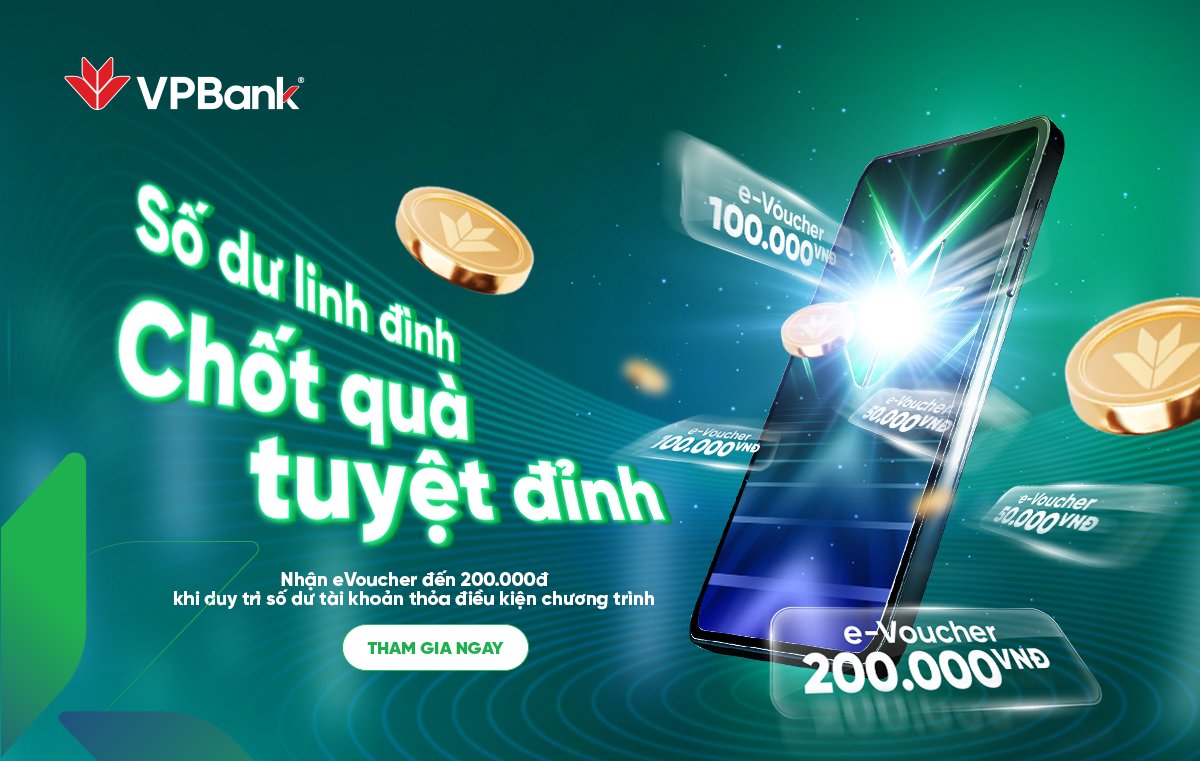 VPBank®
Số dư linh đình
Chốt quà
tuyệt đỉnh
Nhận eVoucher đến 200.000đ
khi duy trì số dư tài khoản thỏa điều kiện chương trình
THAM GIA NGAY
e-Voucher
100.000VNĐ
e-Voucher
50.000VNĐ
e-Voucher
100.000VNĐ
e-Voucher
50.000VNĐ
e-Voucher
200.000VNĐ